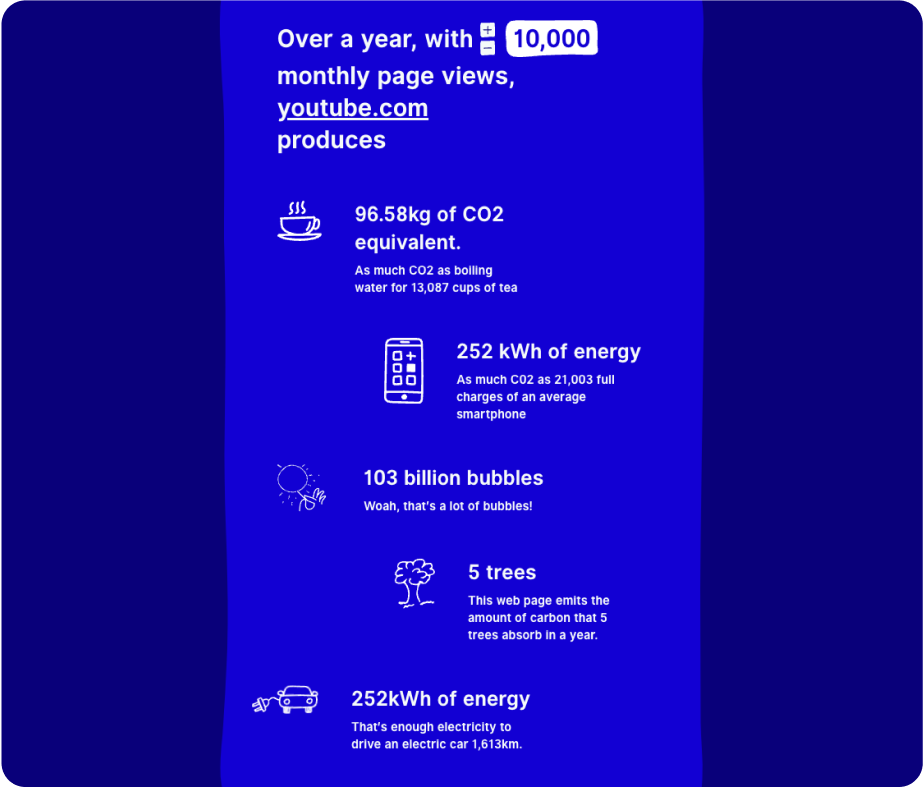 Over a year, with + − 10,000
monthly page views,
youtube.com
produces
96.58kg of CO2
equivalent.
As much CO2 as boiling
water for 13,087 cups of tea
252 kWh of energy
As much C02 as 21,003 full
charges of an average
smartphone
103 billion bubbles
Woah, that's a lot of bubbles!
5 trees
This web page emits the
amount of carbon that 5
trees absorb in a year.
252kWh of energy
That's enough electricity to
drive an electric car 1,613km.